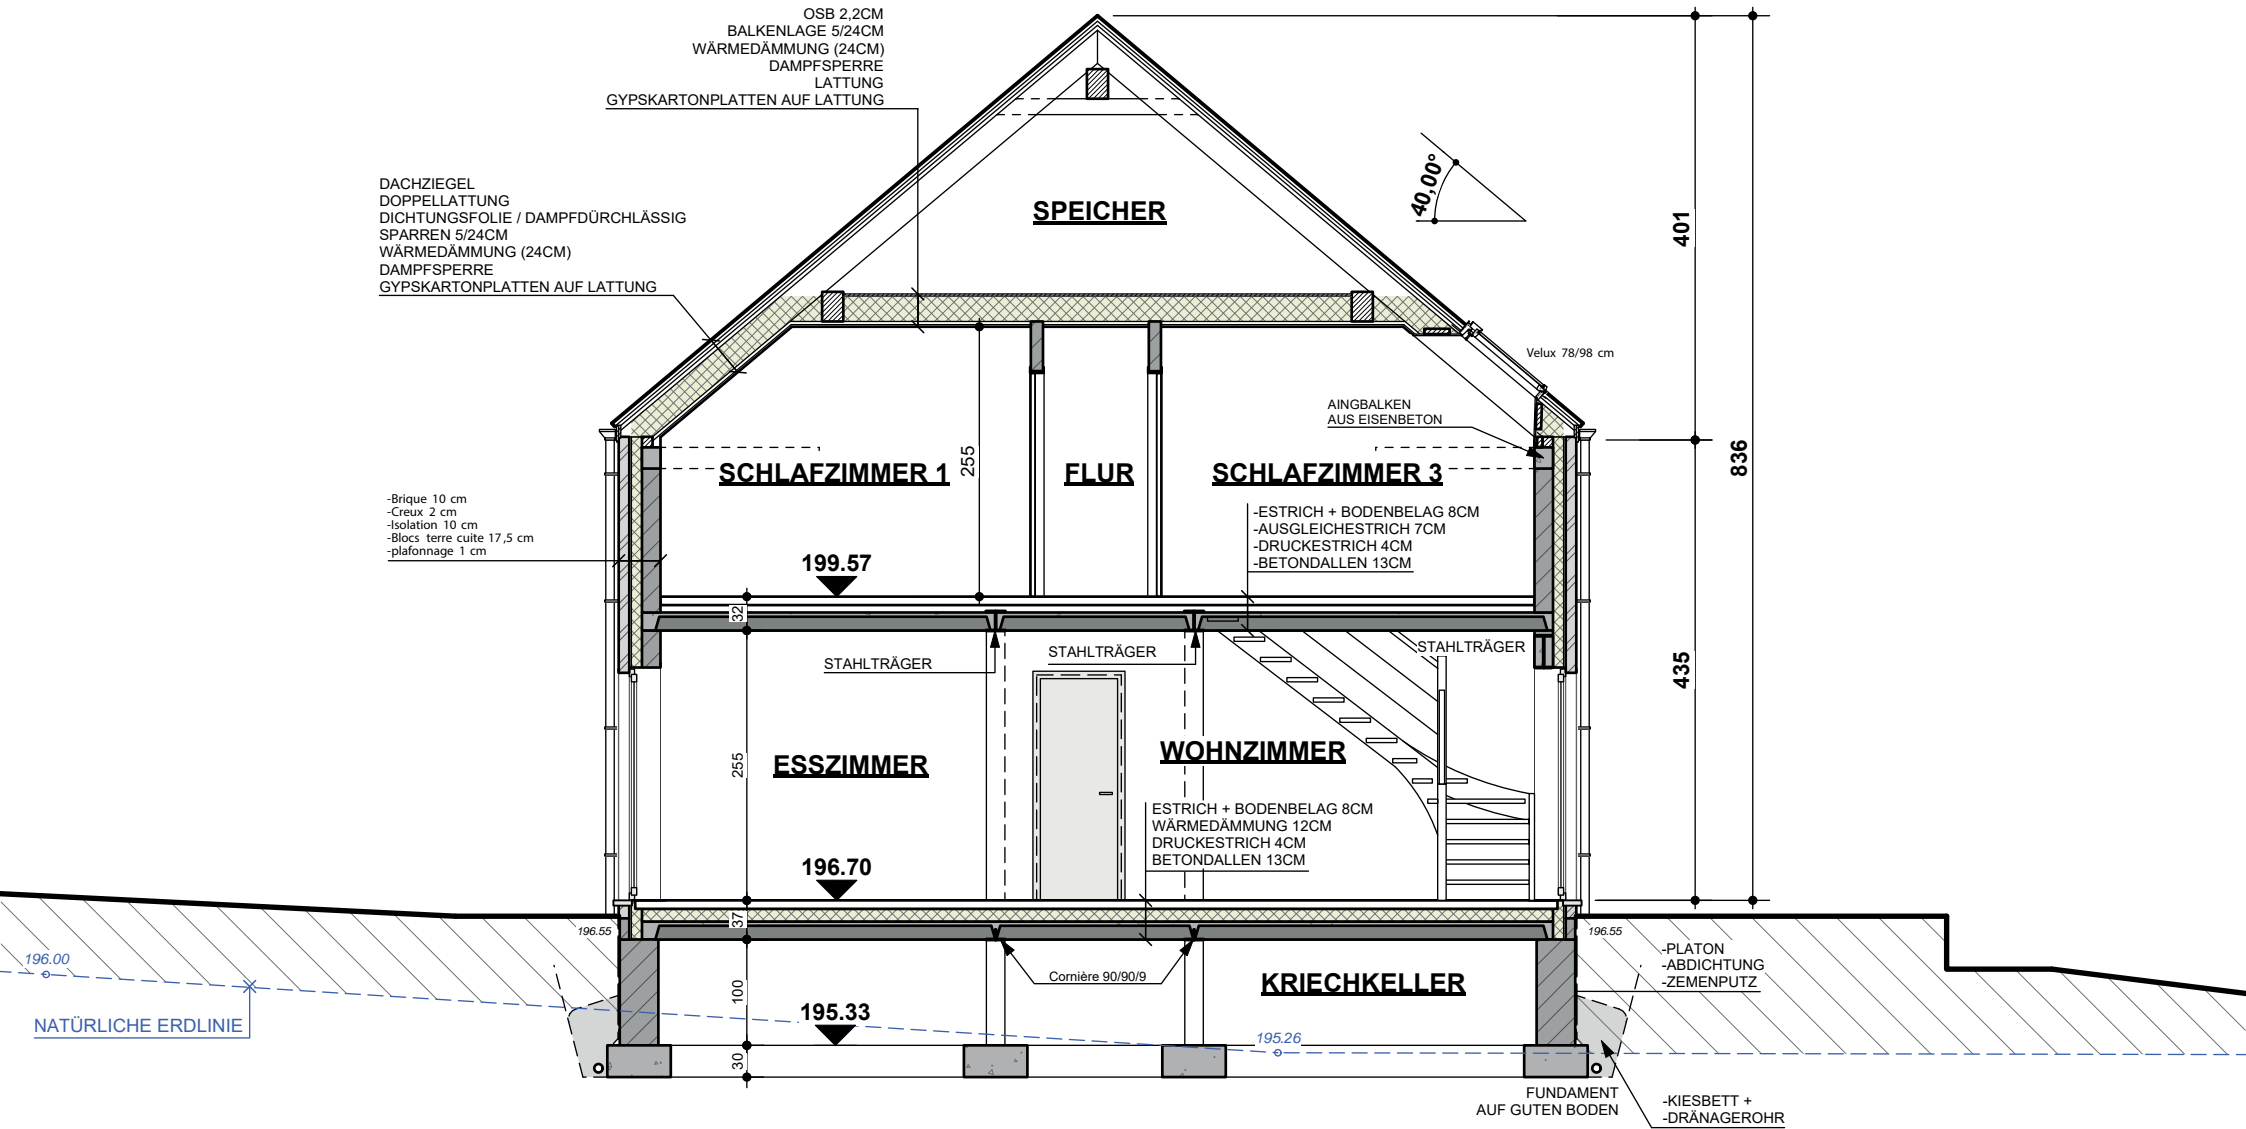 OSB 2,2CM
BALKENLAGE 5/24CM
WÄRMEDÄMMUNG (24CM)
DAMPFSPERRE
LATTUNG
GYPSKARTONPLATTEN AUF LATTUNG
DACHZIEGEL
DOPPELLATTUNG
DICHTUNGSFOLIE / DAMPFDÜRCHLÄSSIG
SPARREN 5/24CM
WÄRMEDÄMMUNG (24CM)
DAMPFSPERRE
GYPSKARTONPLATTEN AUF LATTUNG
SPEICHER
40,00°
401
836
435
Velux 78/98 cm
AINGBALKEN
AUS EISENBETON
255
SCHLAFZIMMER 1
FLUR
SCHLAFZIMMER 3
-Brique 10 cm
-Creux 2 cm
-Isolation 10 cm
-Blocs terre cuite 17,5 cm
-plafonnage 1 cm
-ESTRICH + BODENBELAG 8CM
-AUSGLEICHESTRICH 7CM
-DRUCKESTRICH 4CM
-BETONDALLEN 13CM
199.57
32
STAHLTRÄGER
STAHLTRÄGER
STAHLTRÄGER
255
ESSZIMMER
WOHNZIMMER
ESTRICH + BODENBELAG 8CM
WÄRMEDÄMMUNG 12CM
DRUCKESTRICH 4CM
BETONDALLEN 13CM
196.70
37
196.55
196.55
196.00
NATÜRLICHE ERDLINIE
Cornière 90/90/9
KRIECHKELLER
-PLATON
-ABDICHTUNG
-ZEMENPUTZ
100
195.33
195.26
30
FUNDAMENT
AUF GUTEN BODEN
-KIESBETT +
-DRÄNAGEROHR